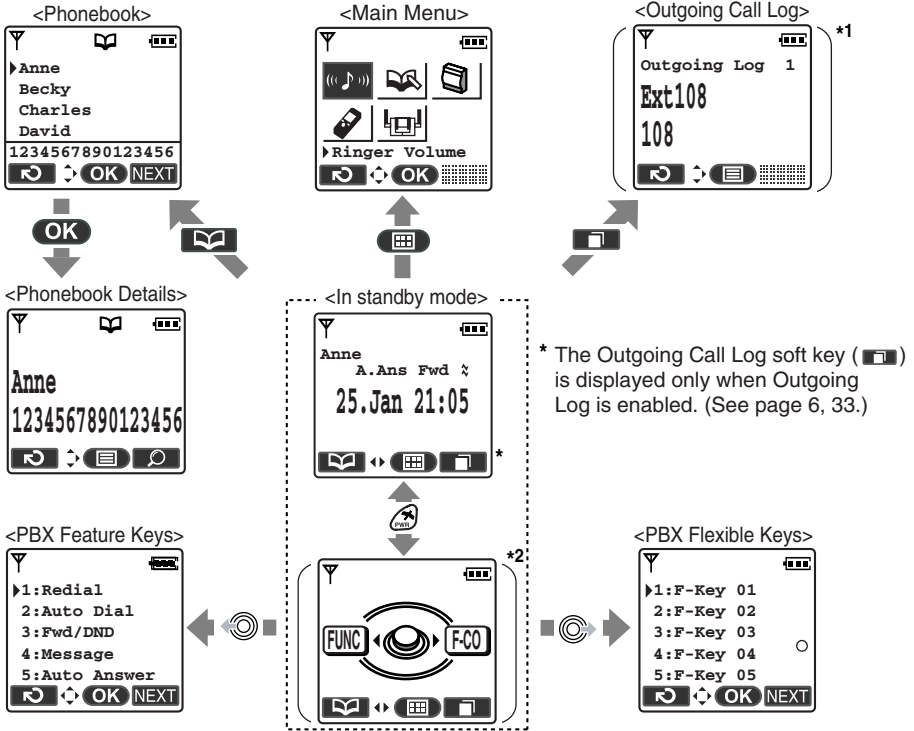 <Phonebook>
Anne
Becky
Charles
David
1234567890123456
OK NEXT
<Main Menu>
Ringer Volume
OK
<Outgoing Call Log>
*1
Outgoing Log 1
Ext108
108
OK
<Phonebook Details>
Anne
1234567890123456
<In standby mode>
Anne
A.Ans Fwd
25.Jan 21:05
*
* The Outgoing Call Log soft key ( )
is displayed only when Outgoing
Log is enabled. (See page 6, 33.)
PWR
<PBX Feature Keys>
1:Redial
2:Auto Dial
3:Fwd/DND
4:Message
5:Auto Answer
OK NEXT
*2
FUNC F-CO
<PBX Flexible Keys>
1:F-Key 01
2:F-Key 02
3:F-Key 03
4:F-Key 04
5:F-Key 05
OK NEXT